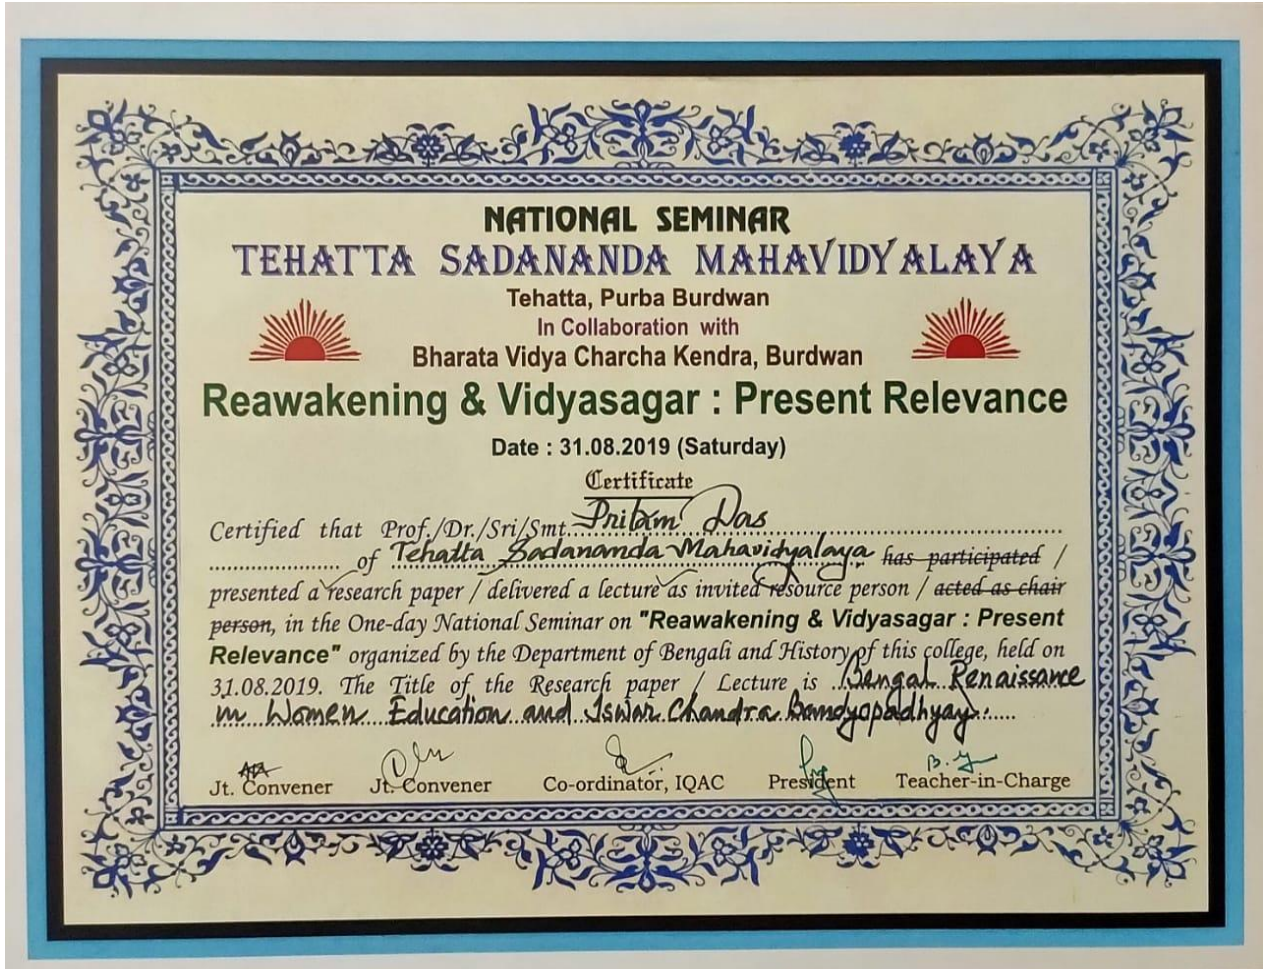 NATIONAL SEMINAR
TEHATTA SADANANDA MAHAVIDYALAYA
Tehatta, Purba Burdwan
In Collaboration with
Bharata Vidya Charcha Kendra, Burdwan
Reawakening & Vidyasagar : Present Relevance
Date : 31.08.2019 (Saturday)
Certificate
Certified that Prof./Dr./Sri/Smt. Pritam Das
of Tehatta Sadananda Mahavidyalaya has participated /
presented a research paper / delivered a lecture as invited resource person / acted as chair
person, in the One-day National Seminar on "Reawakening & Vidyasagar : Present
Relevance" organized by the Department of Bengali and History of this college, held on
31.08.2019. The Title of the Research paper / Lecture is Bengal Renaissance
in Women Education and Iswar Chandra Bandyopadhyay.
Jt. Convener Jt. Convener Co-ordinator, IQAC President Teacher-in-Charge